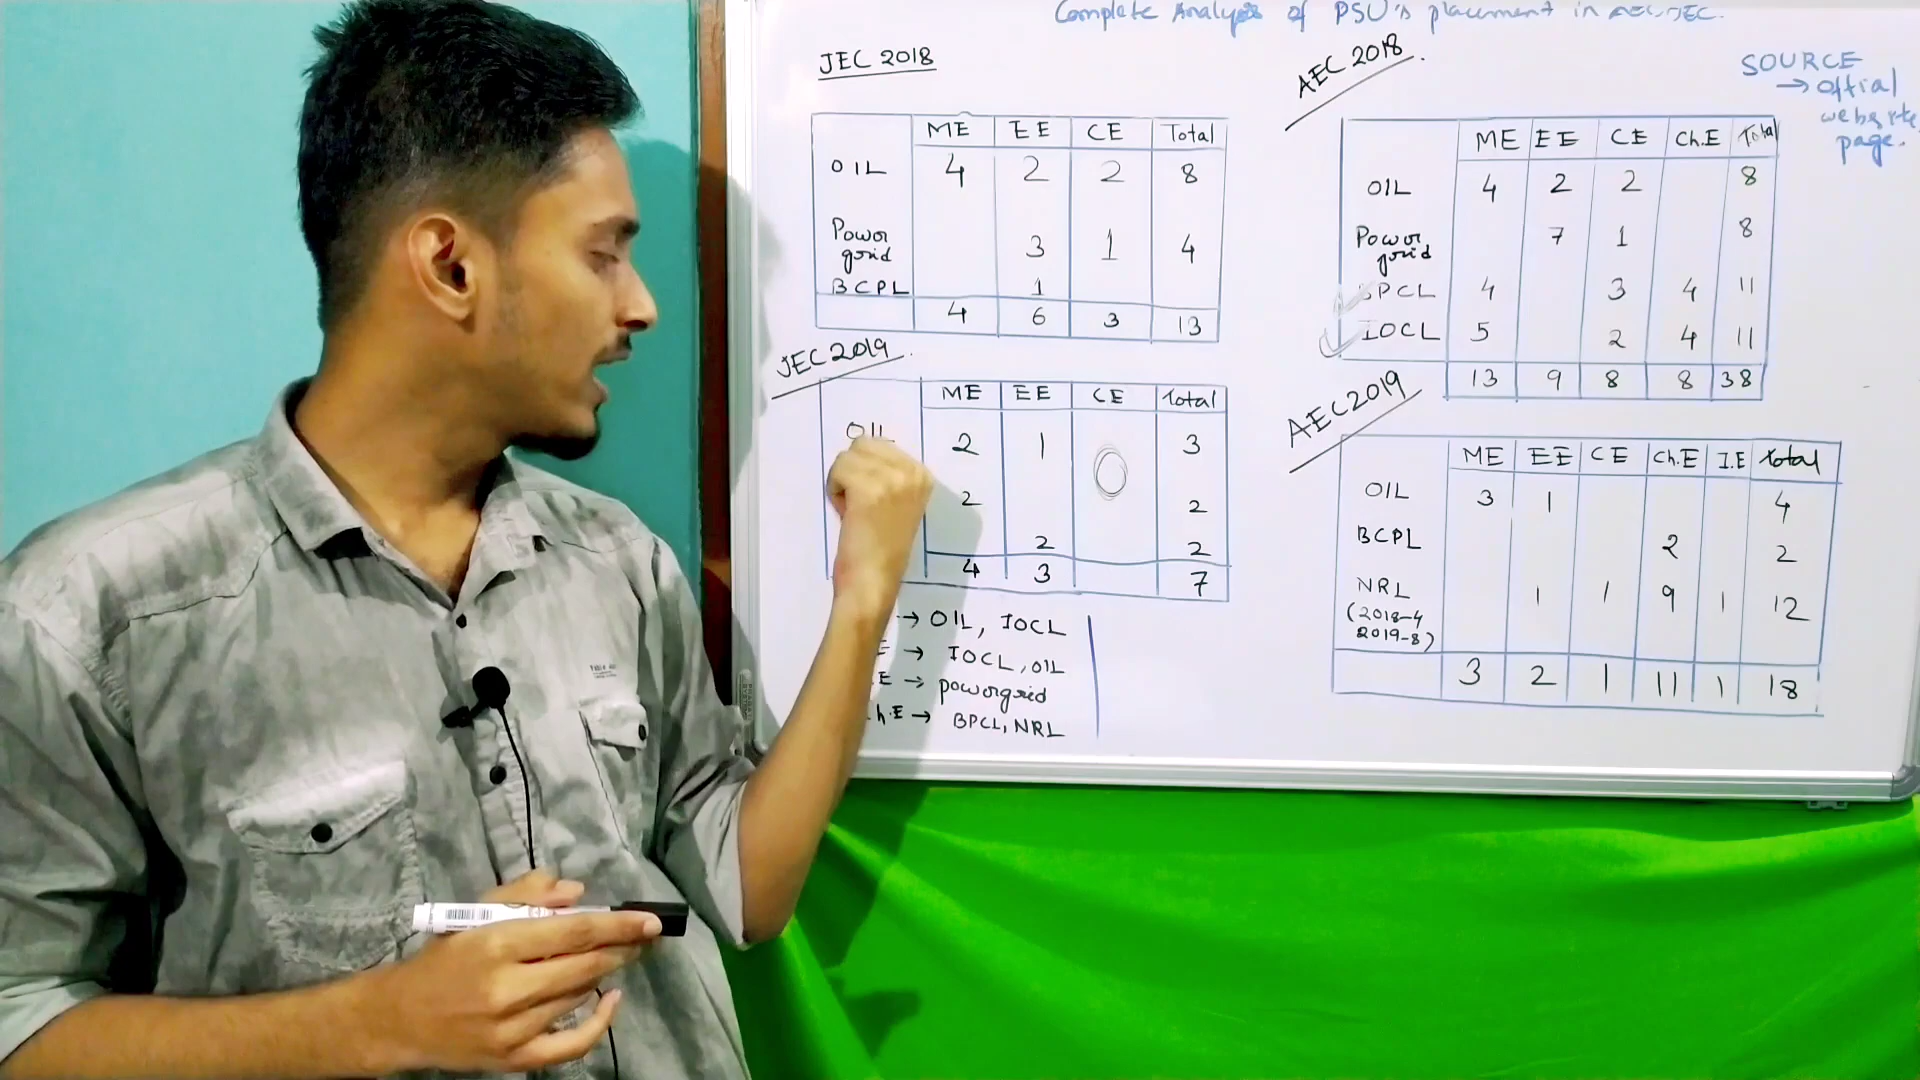 Complete Analysis of PSU's placement in AEC, JEC.
JEC 2018
ME EE CE Total
OIL 4 2 2 8
Power grid 3 1 4
BCPL 1
4 6 3 13
JEC 2019
ME EE CE Total
OIL 2 1 0 3
2 2
2 2
4 3 7
→ OIL, IOCL
E → IOCL, OIL
E → powergrid
h.E → BPCL, NRL
AEC 2018.
SOURCE
→ offial
website
page.
ME EE CE Ch.E Total
OIL 4 2 2 8
Power grid 7 1 8
BPCL 4 3 4 11
IOCL 5 2 4 11
13 9 8 8 38
AEC 2019
ME EE CE Ch.E I.E Total
OIL 3 1 4
BCPL 2 2
NRL 1 1 9 1 12
(2018-4
2019-8)
3 2 1 11 1 18